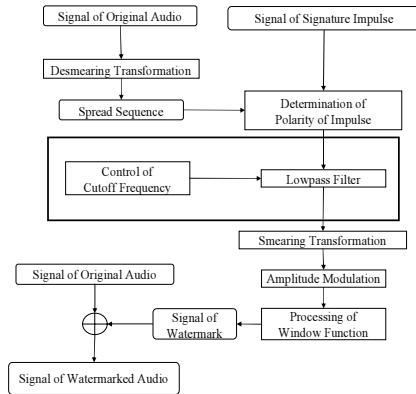 Signal of Original Audio
Signal of Signature Impulse
Desmearing Transformation
Spread Sequence
Determination of
Polarity of Impulse
Control of
Cutoff Frequency
Lowpass Filter
Smearing Transformation
Signal of Original Audio
Amplitude Modulation
Signal of
Watermark
Processing of
Window Function
Signal of Watermarked Audio